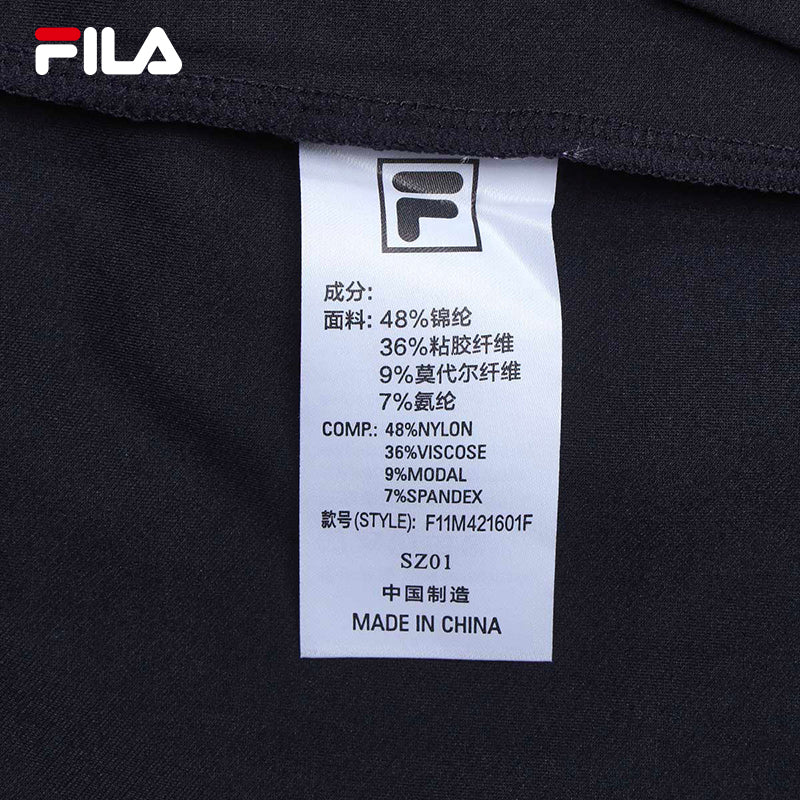 FILA
成分:
面料: 48%锦纶
36%粘胶纤维
9%莫代尔纤维
7%氨纶
COMP.: 48%NYLON
36%VISCOSE
9%MODAL
7%SPANDEX
款号(STYLE): F11M421601F
SZ01
中国制造
MADE IN CHINA